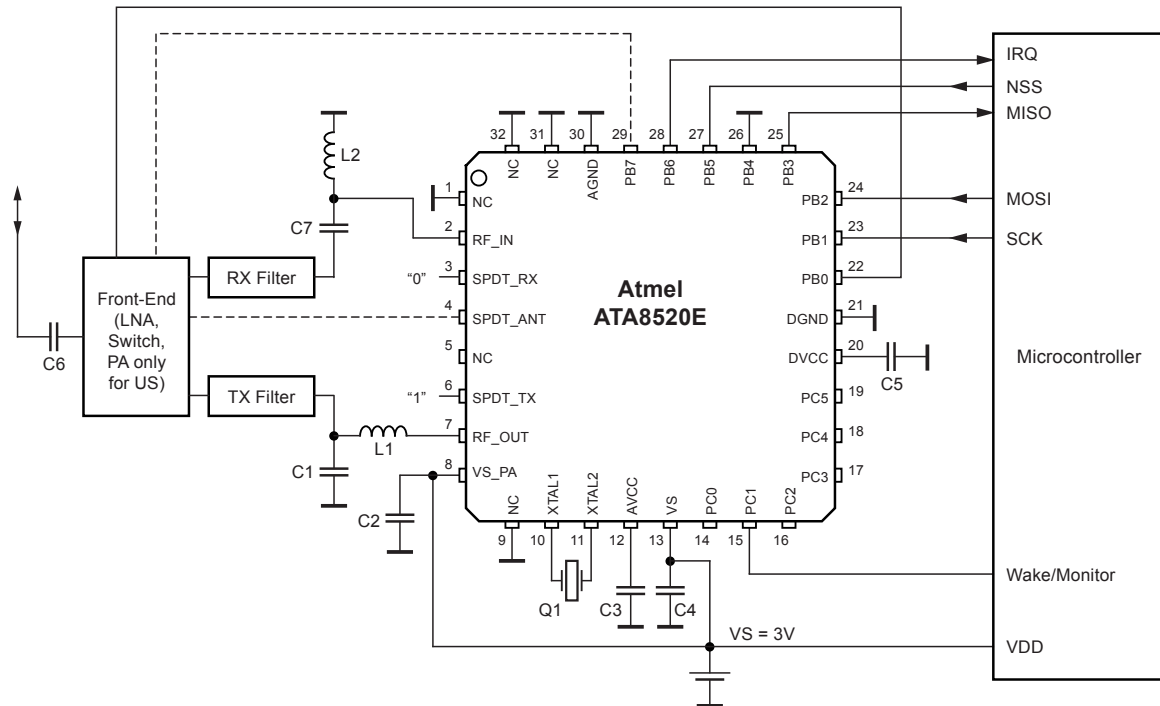 IRQ
NSS
MISO
MOSI
SCK
Microcontroller
Wake/Monitor
VDD
32
31
30
29
28
27
26
25
NC
NC
AGND
PB7
PB6
PB5
PB4
PB3
L2
C7
RX Filter
Front-End
(LNA,
Switch,
PA only
for US)
C6
TX Filter
C1
L1
C2
"0"
"1"
1
NC
2
RF_IN
3
SPDT_RX
4
SPDT_ANT
5
NC
6
SPDT_TX
7
RF_OUT
8
VS_PA
Atmel
ATA8520E
PB2
24
PB1
23
PB0
22
DGND
21
DVCC
20
C5
PC5
19
PC4
18
PC3
17
NC
XTAL1
XTAL2
AVCC
VS
PC0
PC1
PC2
9
10
11
12
13
14
15
16
Q1
C3
C4
VS = 3V